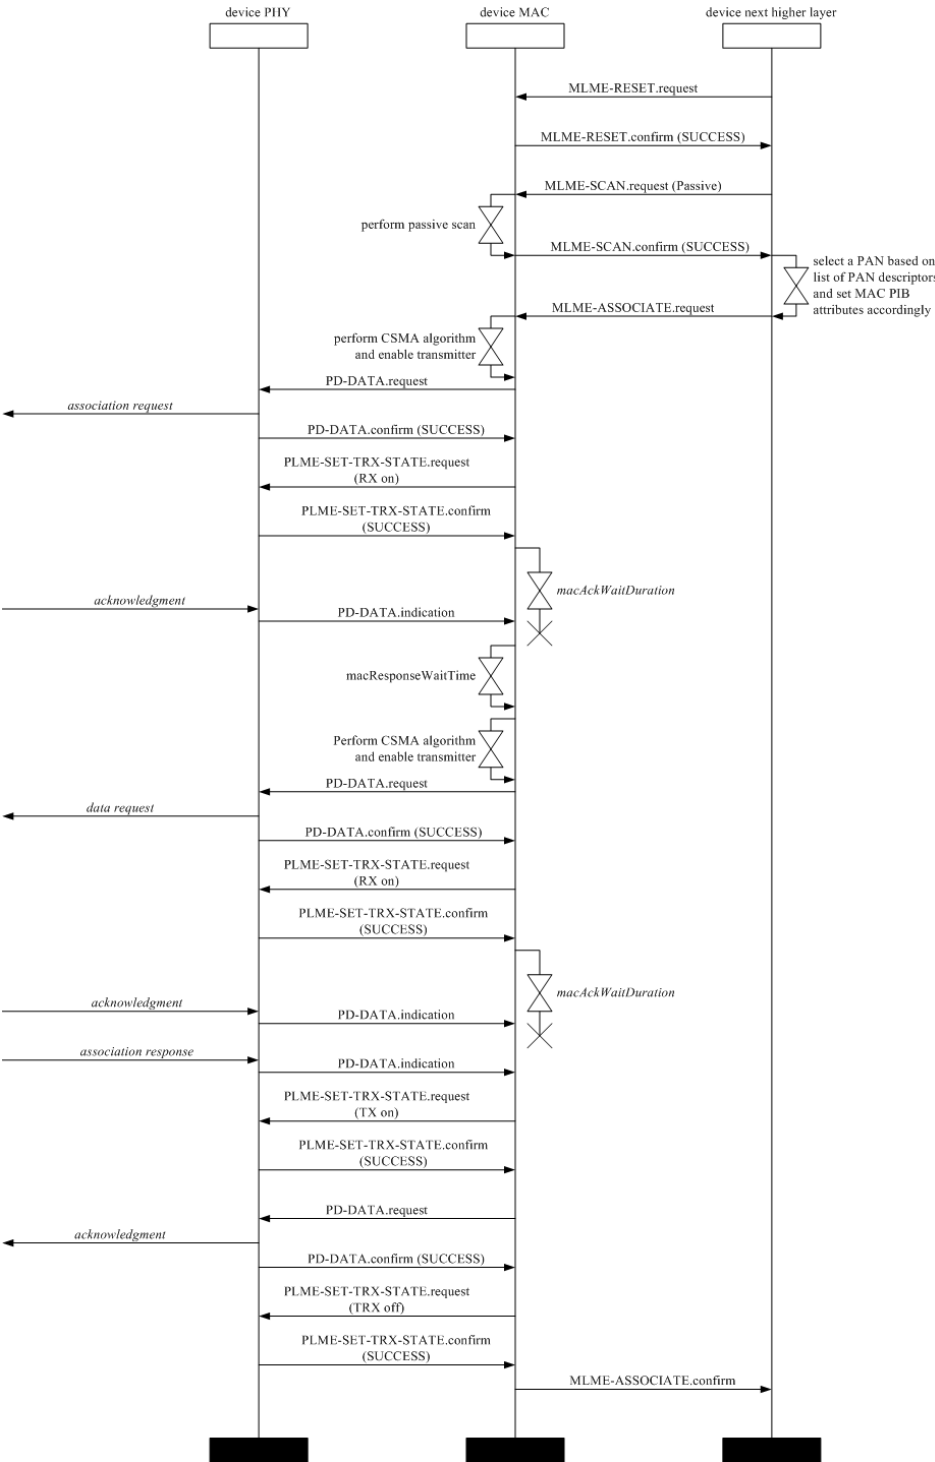 device PHY
device MAC
device next higher layer
MLME-RESET.request
MLME-RESET.confirm (SUCCESS)
MLME-SCAN.request (Passive)
perform passive scan
MLME-SCAN.confirm (SUCCESS)
select a PAN based on
list of PAN descriptors
and set MAC PIB
attributes accordingly
MLME-ASSOCIATE.request
perform CSMA algorithm
and enable transmitter
PD-DATA.request
association request
PD-DATA.confirm (SUCCESS)
PLME-SET-TRX-STATE.request
(RX on)
PLME-SET-TRX-STATE.confirm
(SUCCESS)
macAckWaitDuration
acknowledgment
PD-DATA.indication
macResponseWaitTime
Perform CSMA algorithm
and enable transmitter
PD-DATA.request
data request
PD-DATA.confirm (SUCCESS)
PLME-SET-TRX-STATE.request
(RX on)
PLME-SET-TRX-STATE.confirm
(SUCCESS)
macAckWaitDuration
acknowledgment
PD-DATA.indication
association response
PD-DATA.indication
PLME-SET-TRX-STATE.request
(TX on)
PLME-SET-TRX-STATE.confirm
(SUCCESS)
PD-DATA.request
acknowledgment
PD-DATA.confirm (SUCCESS)
PLME-SET-TRX-STATE.request
(TRX off)
PLME-SET-TRX-STATE.confirm
(SUCCESS)
MLME-ASSOCIATE.confirm